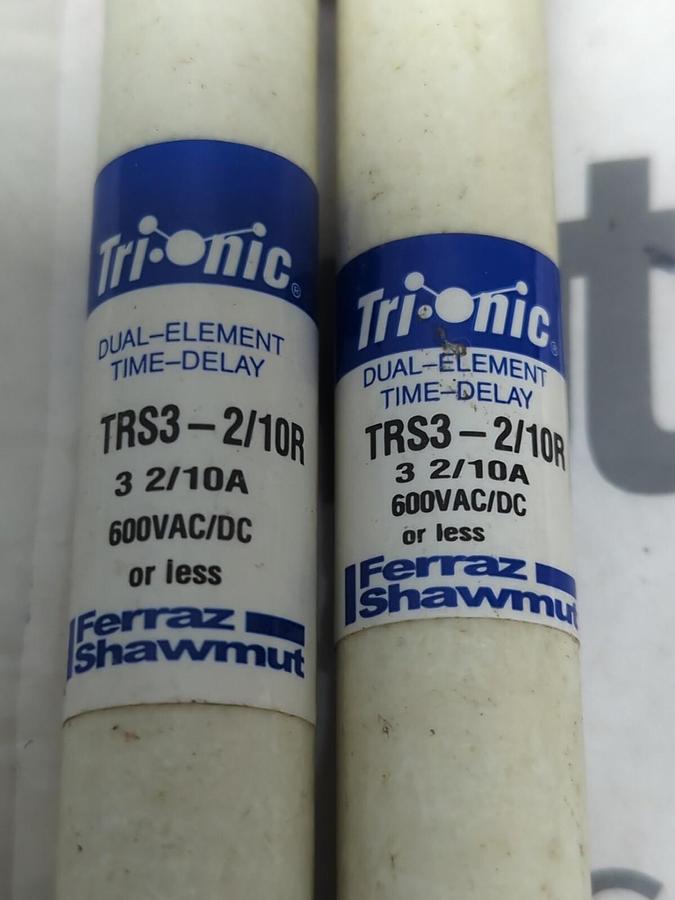 Tri-onic®
DUAL–ELEMENT
TIME–DELAY
TRS3–2/10R
3 2/10A
600VAC/DC
or less
Ferraz
Shawmut
Tri-onic®
DUAL–ELEMENT
TIME–DELAY
TRS3–2/10R
3 2/10A
600VAC/DC
or less
Ferraz
Shawmut
t